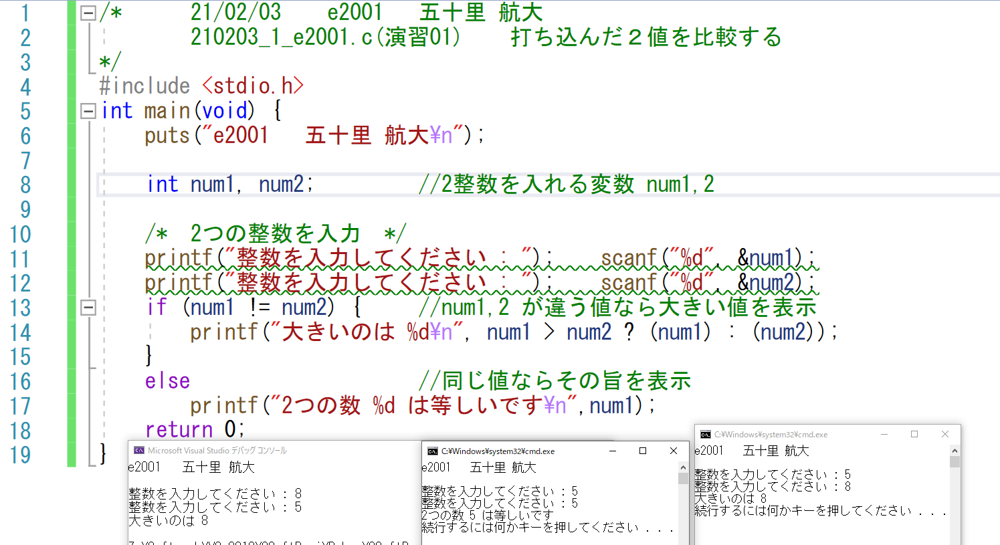 1 /*      21/02/03    e2001   五十里 航大
2         210203_1_e2001.c(演習01)    打ち込んだ２値を比較する
3 */
4 #include <stdio.h>
5 int main(void) {
6     puts("e2001   五十里 航大¥n");
7
8     int num1, num2;         //2整数を入れる変数 num1,2
9
10     /*  2つの整数を入力  */
11     printf("整数を入力してください : ");    scanf("%d", &num1);
12     printf("整数を入力してください : ");    scanf("%d", &num2);
13     if (num1 != num2) {     //num1,2 が違う値なら大きい値を表示
14         printf("大きいのは %d¥n", num1 > num2 ? (num1) : (num2));
15     }
16     else                    //同じ値ならその旨を表示
17         printf("2つの数 %d は等しいです¥n",num1);
18     return 0;
19 }
Microsoft Visual Studio デバッグ コンソール
e2001   五十里 航大
整数を入力してください : 8
整数を入力してください : 5
大きいのは 8
C:¥Windows¥system32¥cmd.exe
e2001   五十里 航大
整数を入力してください : 5
整数を入力してください : 5
2つの数 5 は等しいです
続行するには何かキーを押してください . . .
C:¥Windows¥system32¥cmd.exe
e2001   五十里 航大
整数を入力してください : 5
整数を入力してください : 8
大きいのは 8
続行するには何かキーを押してください . . .